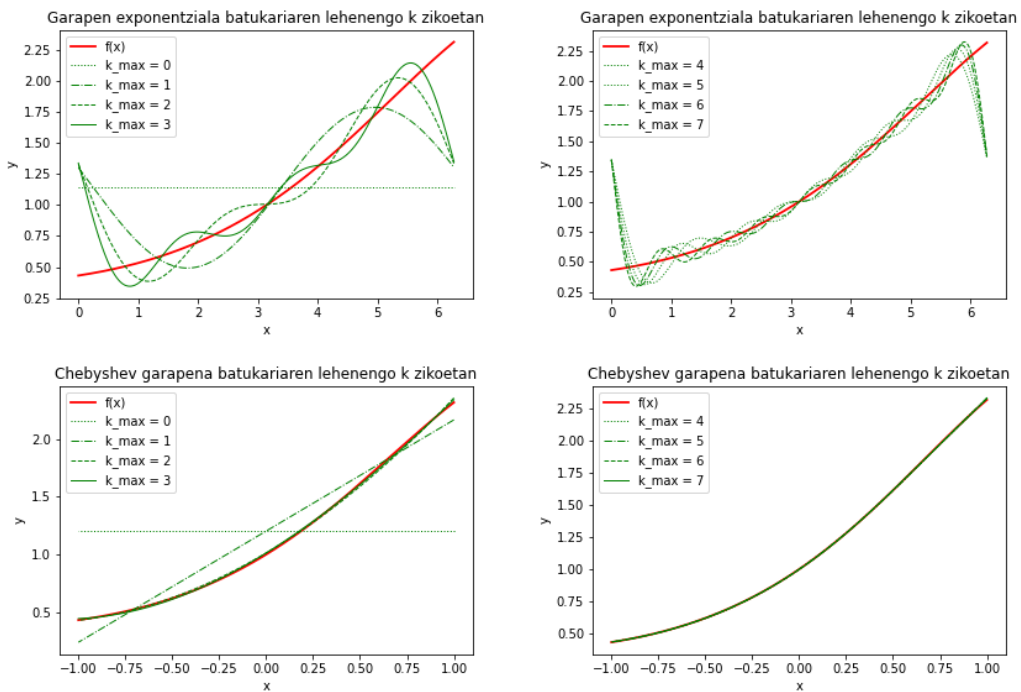 Garapen exponentziala batukariaren lehenengo k zikoetan
f(x)
k_max = 0
k_max = 1
k_max = 2
k_max = 3
2.25
2.00
1.75
1.50
1.25
1.00
0.75
0.50
0.25
y
0 1 2 3 4 5 6
x
Garapen exponentziala batukariaren lehenengo k zikoetan
f(x)
k_max = 4
k_max = 5
k_max = 6
k_max = 7
2.25
2.00
1.75
1.50
1.25
1.00
0.75
0.50
0.25
y
0 1 2 3 4 5 6
x
Chebyshev garapena batukariaren lehenengo k zikoetan
f(x)
k_max = 0
k_max = 1
k_max = 2
k_max = 3
2.0
1.5
1.0
0.5
y
−1.00 −0.75 −0.50 −0.25 0.00 0.25 0.50 0.75 1.00
x
Chebyshev garapena batukariaren lehenengo k zikoetan
f(x)
k_max = 4
k_max = 5
k_max = 6
k_max = 7
2.25
2.00
1.75
1.50
1.25
1.00
0.75
0.50
y
−1.00 −0.75 −0.50 −0.25 0.00 0.25 0.50 0.75 1.00
x